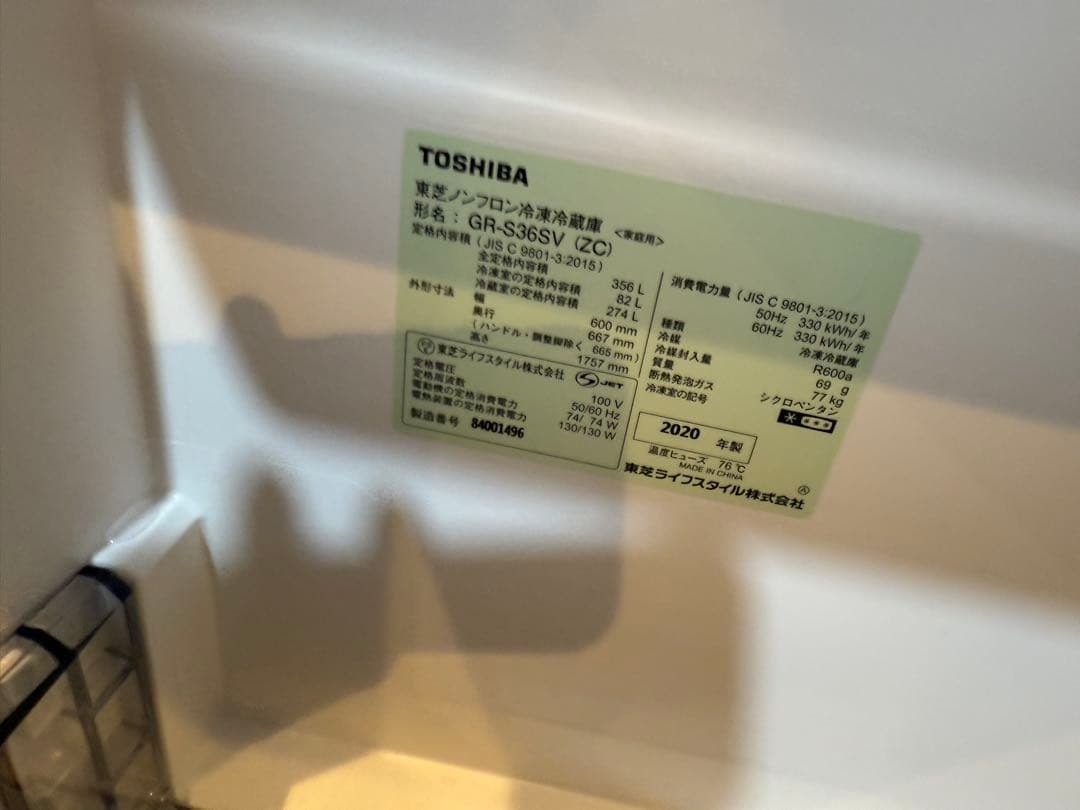 TOSHIBA
東芝ノンフロン冷凍冷蔵庫 <家庭用>
形名: GR-S36SV (ZC)
定格内容積 (JIS C 9801-3:2015)
全定格内容積 356 L
冷凍室の定格内容積 82 L
冷蔵室の定格内容積 274 L
外形寸法 幅 600 mm
奥行 667 mm
(ハンドル・調整脚除く 665 mm)
高さ 1757 mm
東芝ライフスタイル株式会社 JET
定格電圧 100 V
定格周波数 50/60 Hz
電動機の定格消費電力 74/ 74 W
電熱装置の定格消費電力 130/130 W
製造番号 84001496
消費電力量 (JIS C 9801-3:2015)
50Hz 330 kWh/年
60Hz 330 kWh/年
種類 冷凍冷蔵庫
冷媒 R600a
冷媒封入量 69 g
質量 77 kg
断熱発泡ガス シクロペンタン
冷凍室の記号
2020 年製
温度ヒューズ 76 ℃
MADE IN CHINA
東芝ライフスタイル株式会社